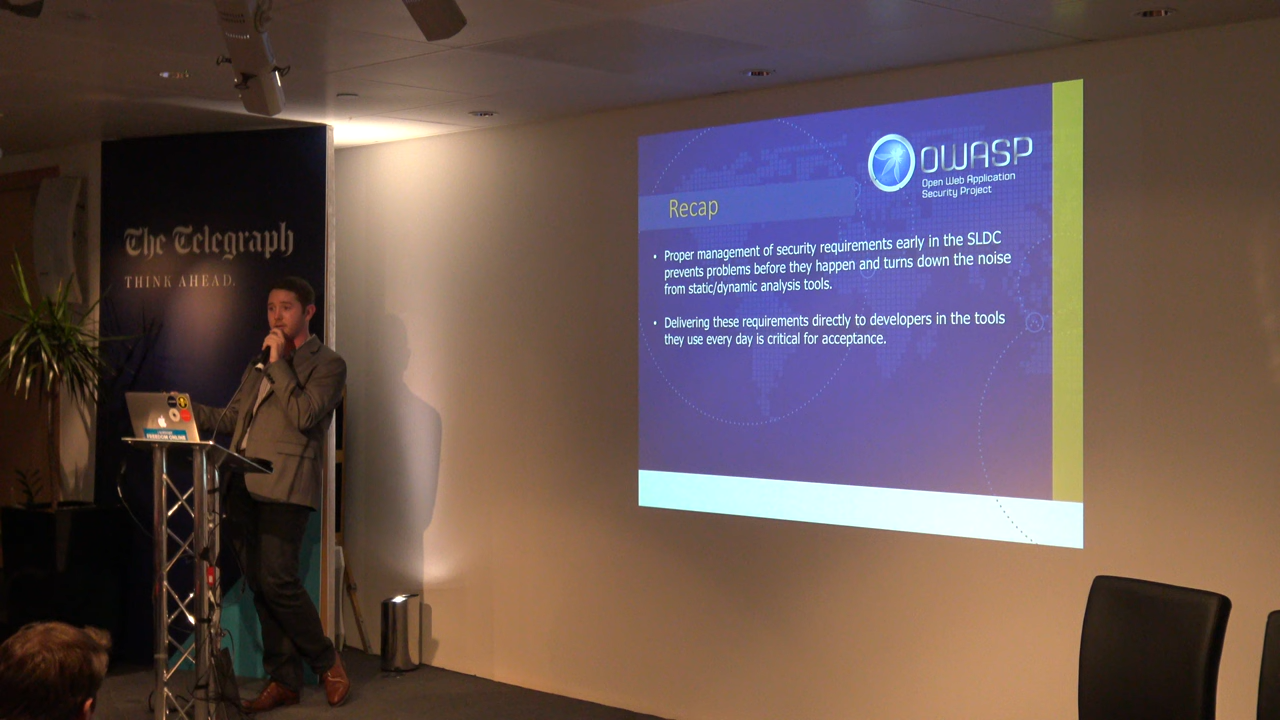 The Telegraph
THINK AHEAD.
FREEDOM ONLINE
OWASP
Open Web Application
Security Project
Recap
• Proper management of security requirements early in the SLDC
prevents problems before they happen and turns down the noise
from static/dynamic analysis tools.
• Delivering these requirements directly to developers in the tools
they use every day is critical for acceptance.